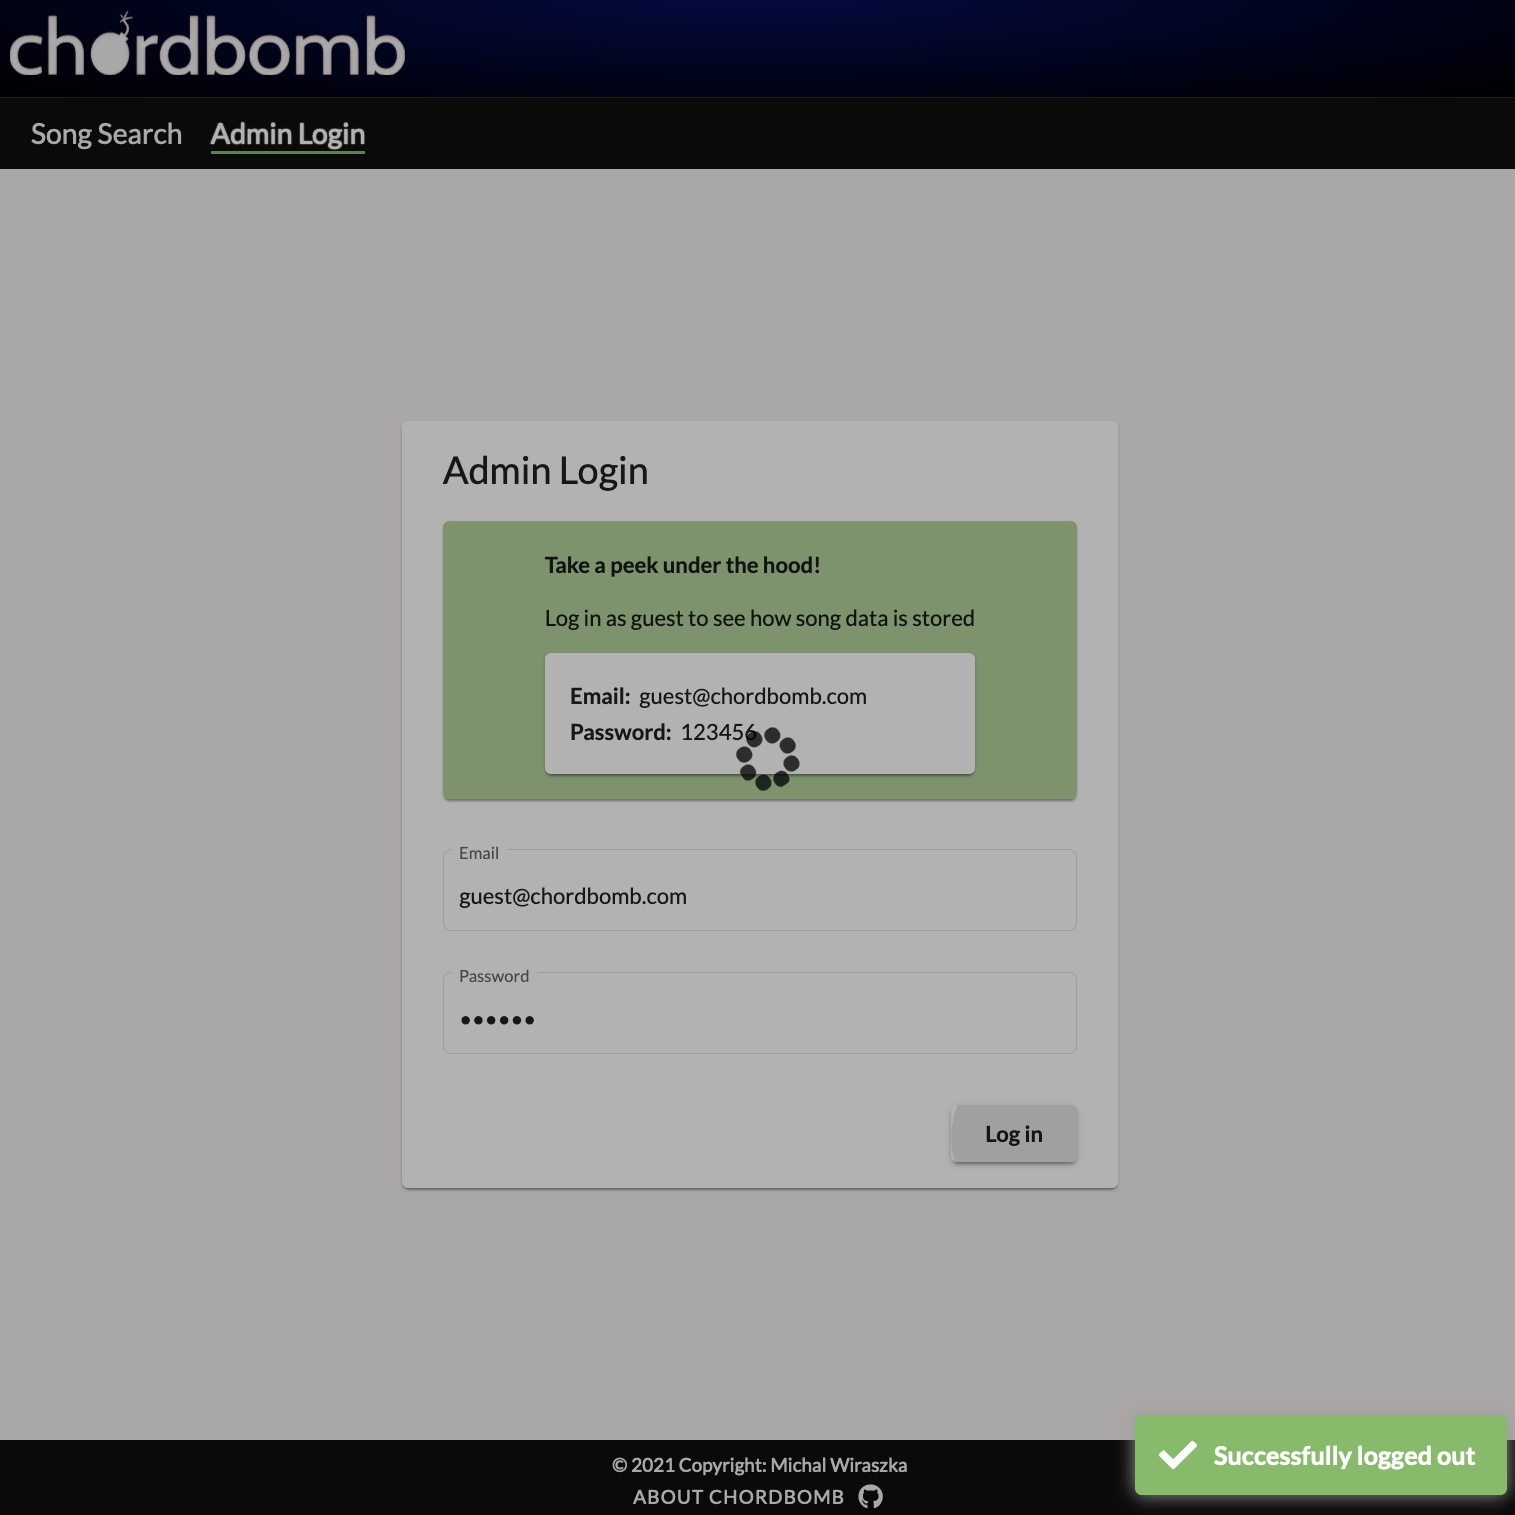 chordbomb
Song Search Admin Login
Admin Login
Take a peek under the hood!
Log in as guest to see how song data is stored
Email: guest@chordbomb.com
Password: 123456
Email
guest@chordbomb.com
Password
••••••
Log in
Successfully logged out
© 2021 Copyright: Michal Wiraszka
ABOUT CHORDBOMB